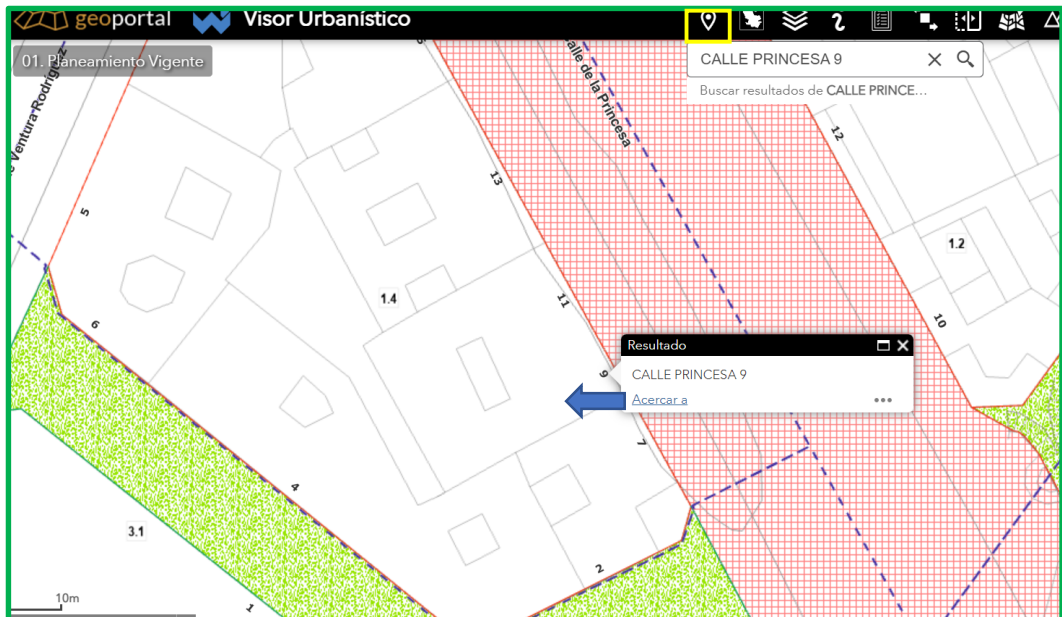 geoportal Visor Urbanístico
01. Planeamiento Vigente
CALLE PRINCESA 9
Buscar resultados de CALLE PRINCE...
Ventura Rodríguez
Calle de la Princesa
13
12
5
1.2
1.4
11
10
6
Resultado
CALLE PRINCESA 9
9
Acercar a
7
4
3.1
2
10m
1